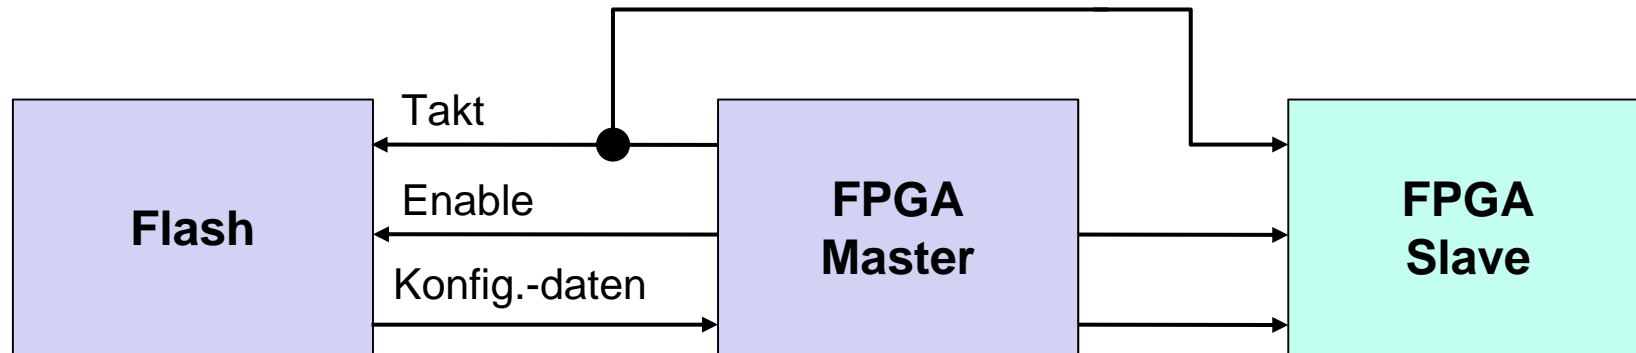 Takt
Enable
Konfig.-daten
Flash
FPGA
Master
FPGA
Slave